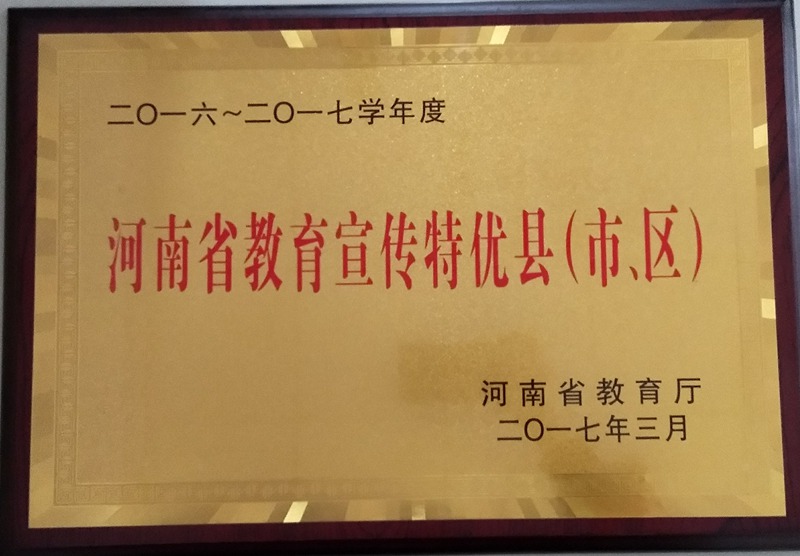 二〇一六～二〇一七学年度
河南省教育宣传特优县（市、区）
河南省教育厅
二〇一七年三月